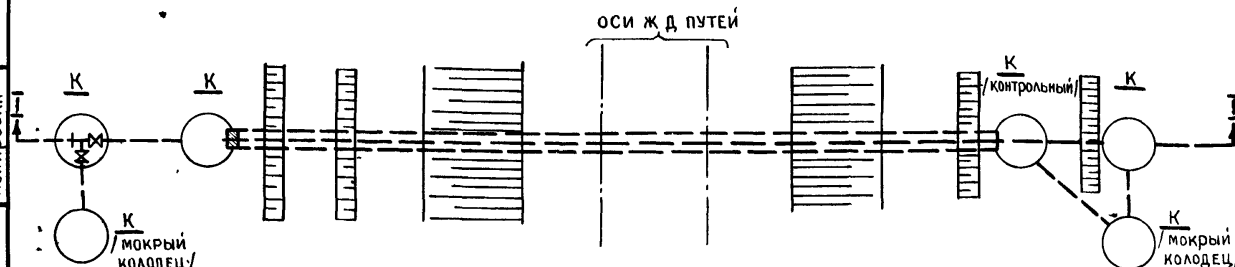 ОСИ Ж Д ПУТЕЙ
К
К
К
/КОНТРОЛЬНЫЙ/
К
I
I
К
/МОКРЫЙ
КОЛОДЕЦ/
К
/МОКРЫЙ
КОЛОДЕЦ/